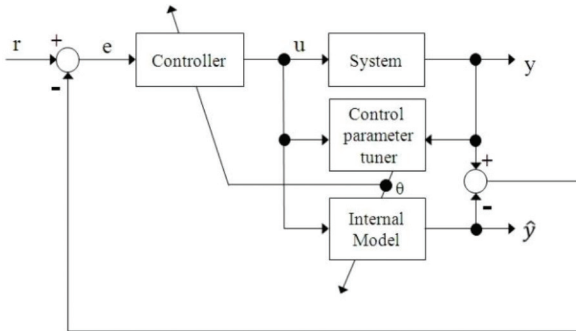 r
+
-
e
Controller
u
System
y
Control
parameter
tuner
+
-
θ
Internal
Model
ŷ